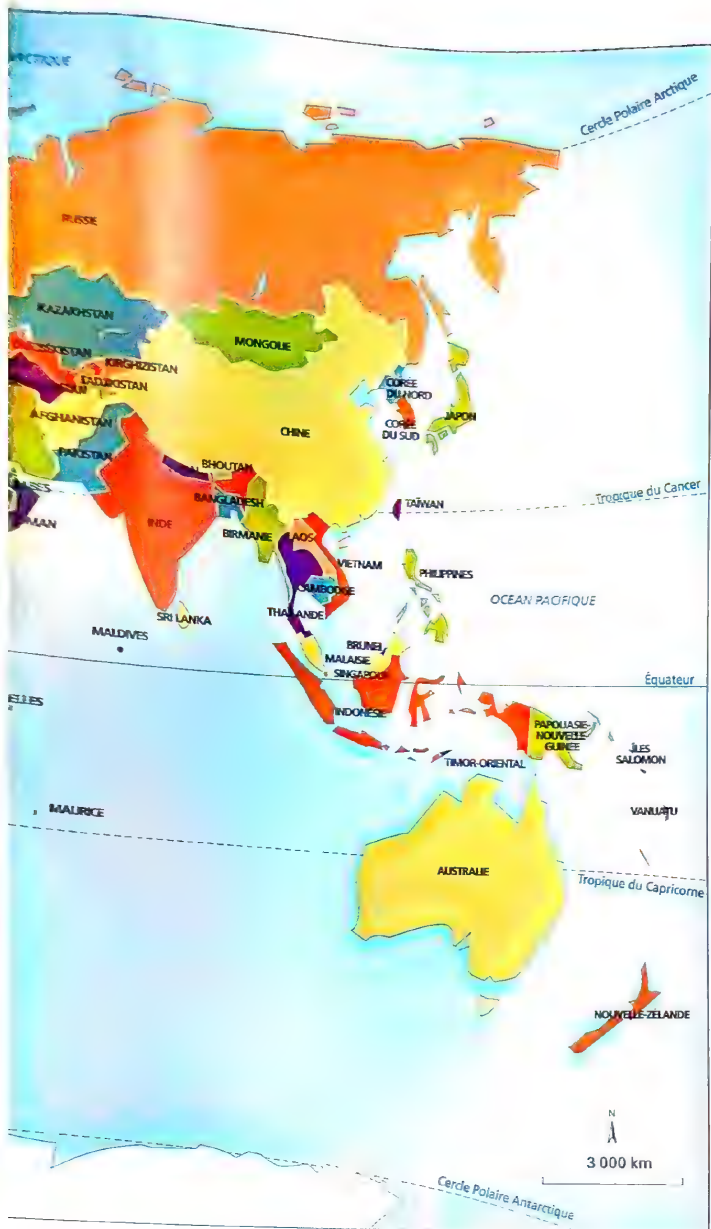 Cercle Polaire Arctique
RUSSIE
KAZAKHSTAN
MONGOLIE
KIRGHIZISTAN
TADJIKISTAN
CORÉE
DU NORD
AFGHANISTAN
CHINE
CORÉE
DU SUD
JAPON
PAKISTAN
BHOUTAN
Tropique du Cancer
BANGLADESH
TAÏWAN
INDE
BIRMANIE
LAOS
VIETNAM
PHILIPPINES
CAMBODGE
OCEAN PACIFIQUE
THAÏLANDE
SRI LANKA
MALDIVES
BRUNEI
MALAISIE
SINGAPOUR
Équateur
ELLES
INDONÉSIE
PAPOUASIE-
NOUVELLE-
GUINÉE
ÎLES
SALOMON
TIMOR-ORIENTAL
MAURICE
VANUATU
AUSTRALIE
Tropique du Capricorne
NOUVELLE-ZÉLANDE
N
3 000 km
Cercle Polaire Antarctique